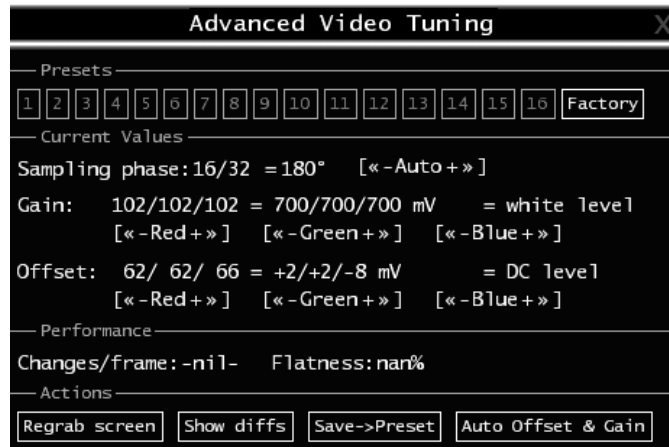 Advanced Video Tuning X
Presets
1 2 3 4 5 6 7 8 9 10 11 12 13 14 15 16 Factory
Current Values
Sampling phase:16/32 =180° [«-Auto+»]
Gain: 102/102/102 = 700/700/700 mV = white level
[«-Red+»] [«-Green+»] [«-Blue+»]
Offset: 62/ 62/ 66 = +2/+2/-8 mV = DC level
[«-Red+»] [«-Green+»] [«-Blue+»]
Performance
Changes/frame:-nil- Flatness:nan%
Actions
Regrab screen Show diffs Save->Preset Auto Offset & Gain